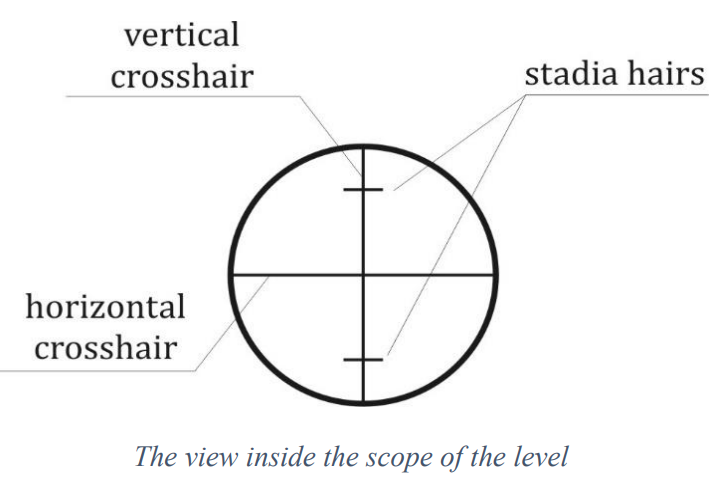 vertical
crosshair
stadia hairs
horizontal
crosshair
The view inside the scope of the level